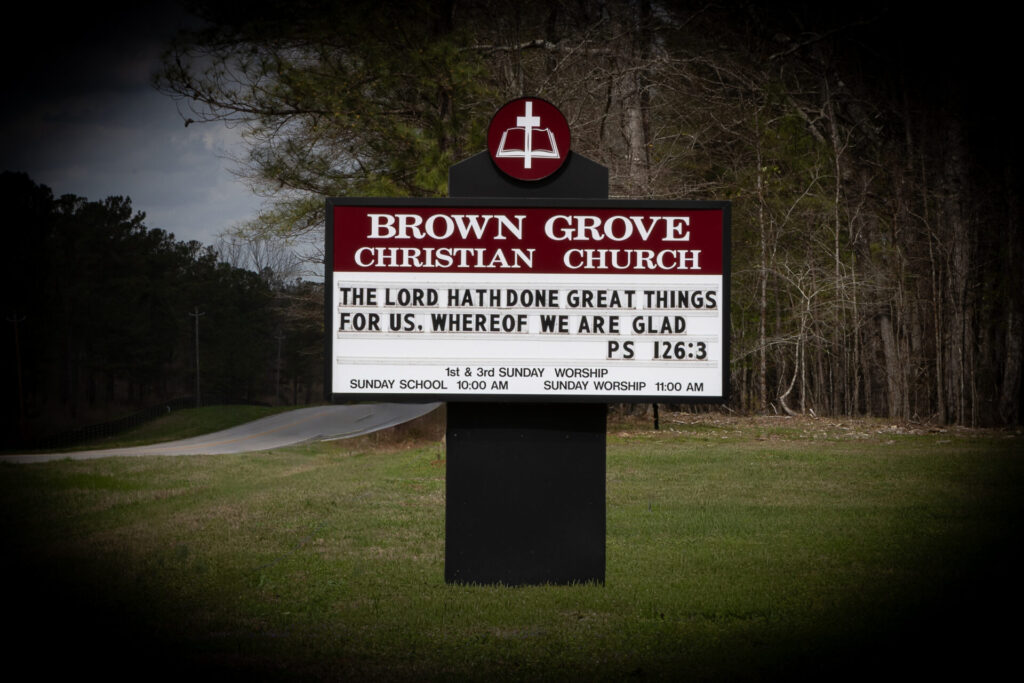 BROWN GROVE
CHRISTIAN CHURCH
THE LORD HATH DONE GREAT THINGS
FOR US. WHEREOF WE ARE GLAD
PS 126:3
1st & 3rd SUNDAY WORSHIP
SUNDAY SCHOOL 10:00 AM SUNDAY WORSHIP 11:00 AM